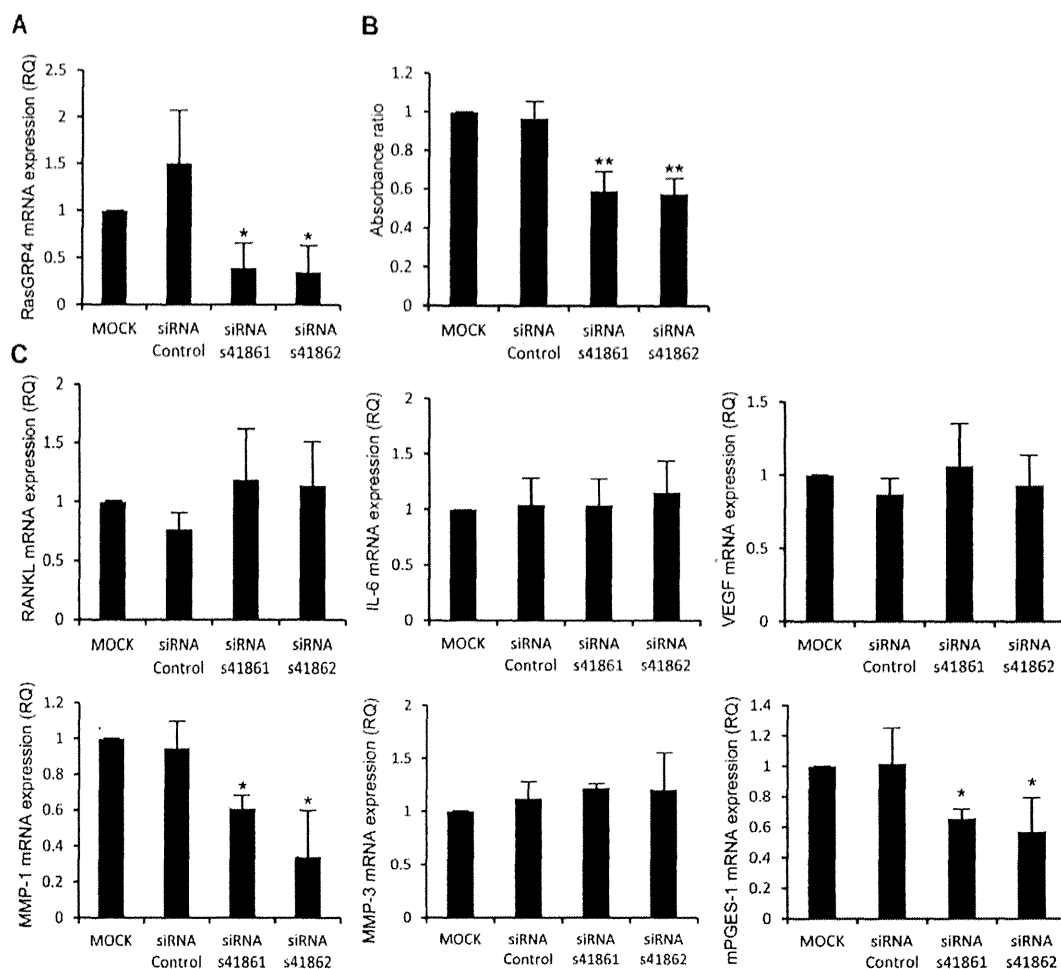 A
RasGRP4 mRNA expression (RQ)
2.5
2
1.5
1
0.5
0
*
*
MOCK
siRNA Control
siRNA s41861
siRNA s41862
B
Absorbance ratio
1.2
1
0.8
0.6
0.4
0.2
0
**
**
MOCK
siRNA Control
siRNA s41861
siRNA s41862
C
RANKL mRNA expression (RQ)
2
1.5
1
0.5
0
MOCK
siRNA Control
siRNA s41861
siRNA s41862
IL-6 mRNA expression (RQ)
2
1.5
1
0.5
0
MOCK
siRNA Control
siRNA s41861
siRNA s41862
VEGF mRNA expression (RQ)
1.5
1
0.5
0
MOCK
siRNA Control
siRNA s41861
siRNA s41862
MMP-1 mRNA expression (RQ)
1.2
1
0.8
0.6
0.4
0.2
0
*
*
MOCK
siRNA Control
siRNA s41861
siRNA s41862
MMP-3 mRNA expression (RQ)
2
1.5
1
0.5
0
MOCK
siRNA Control
siRNA s41861
siRNA s41862
mPGES-1 mRNA expression (RQ)
1.4
1.2
1
0.8
0.6
0.4
0.2
0
*
*
MOCK
siRNA Control
siRNA s41861
siRNA s41862